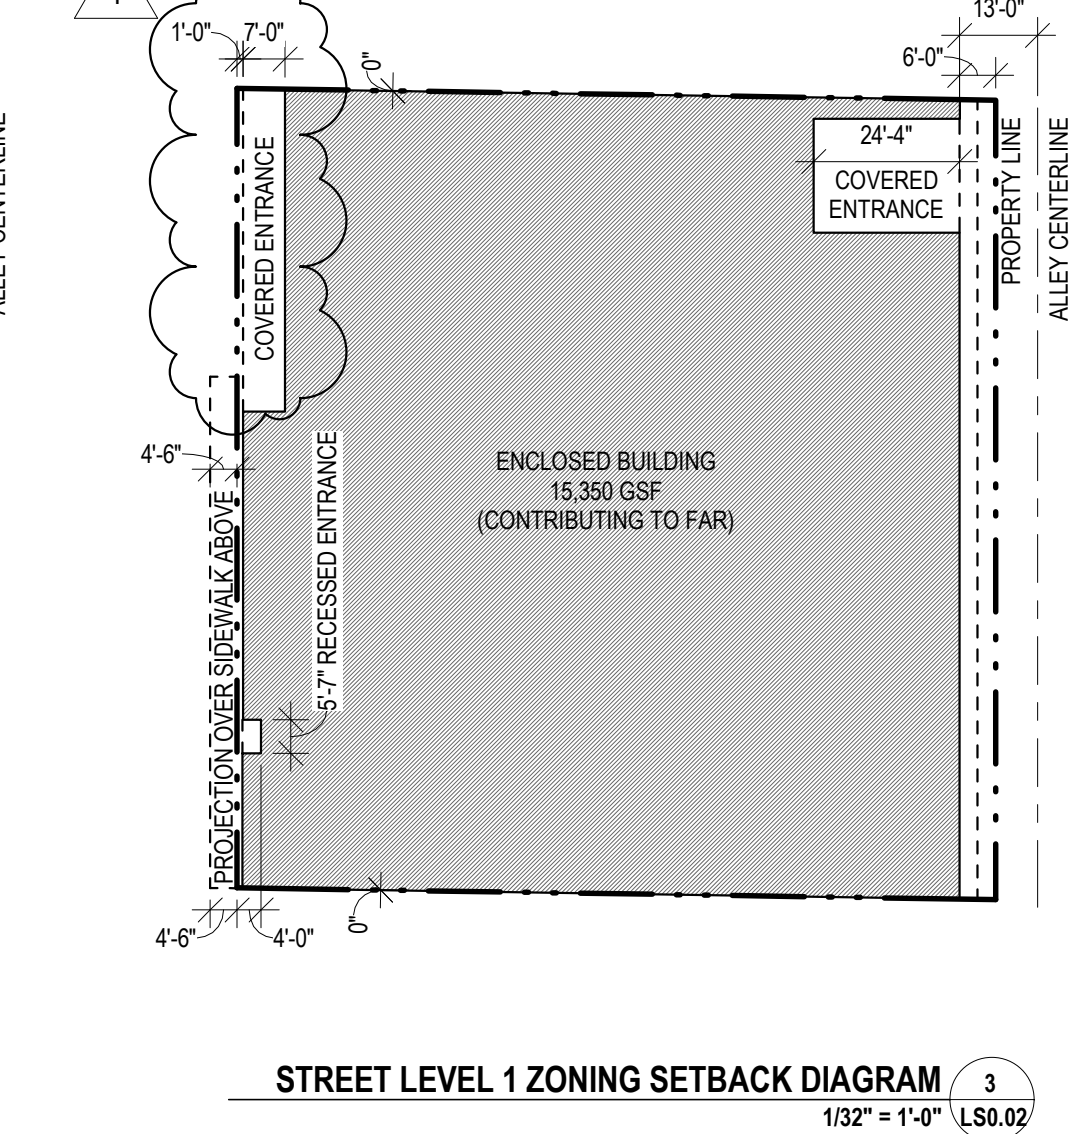 13'-0"
1'-0"
7'-0"
0"
6'-0"
24'-4"
COVERED
ENTRANCE
PROPERTY LINE
ALLEY CENTERLINE
COVERED ENTRANCE
4'-6"
5'-7" RECESSED ENTRANCE
PROJECTION OVER SIDEWALK ABOVE
ENCLOSED BUILDING
15,350 GSF
(CONTRIBUTING TO FAR)
4'-6"
4'-0"
0"
STREET LEVEL 1 ZONING SETBACK DIAGRAM
3
1/32" = 1'-0"
LS0.02